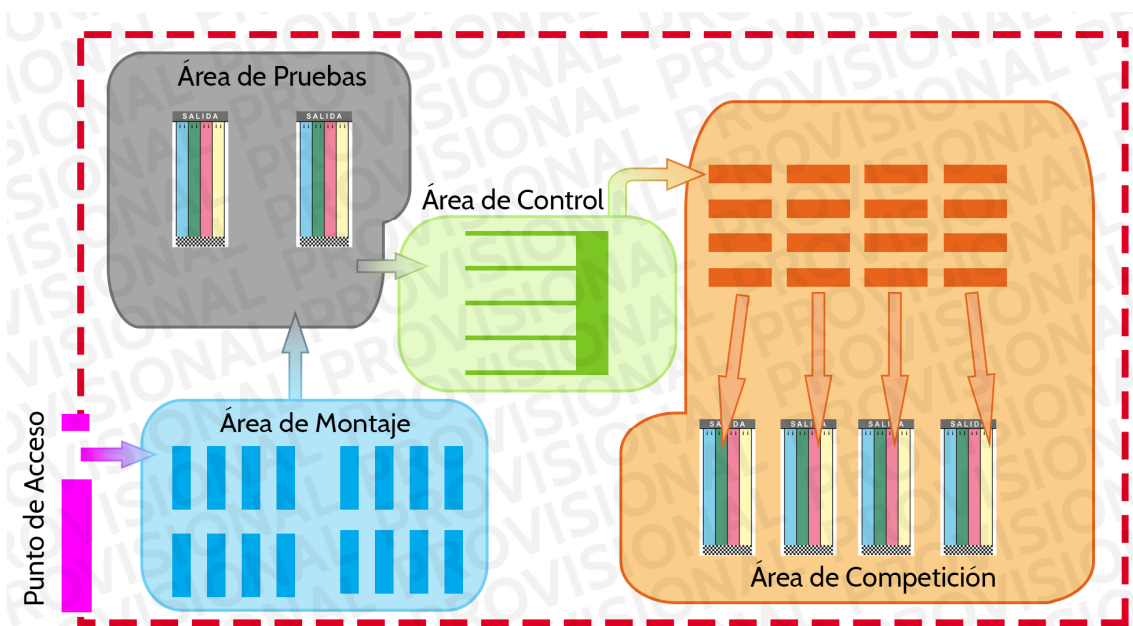 Área de Pruebas
SALIDA
SALIDA
Área de Control
Punto de Acceso
Área de Montaje
SALIDA
SALIDA
SALIDA
SALIDA
Área de Competición
PROVISIONAL